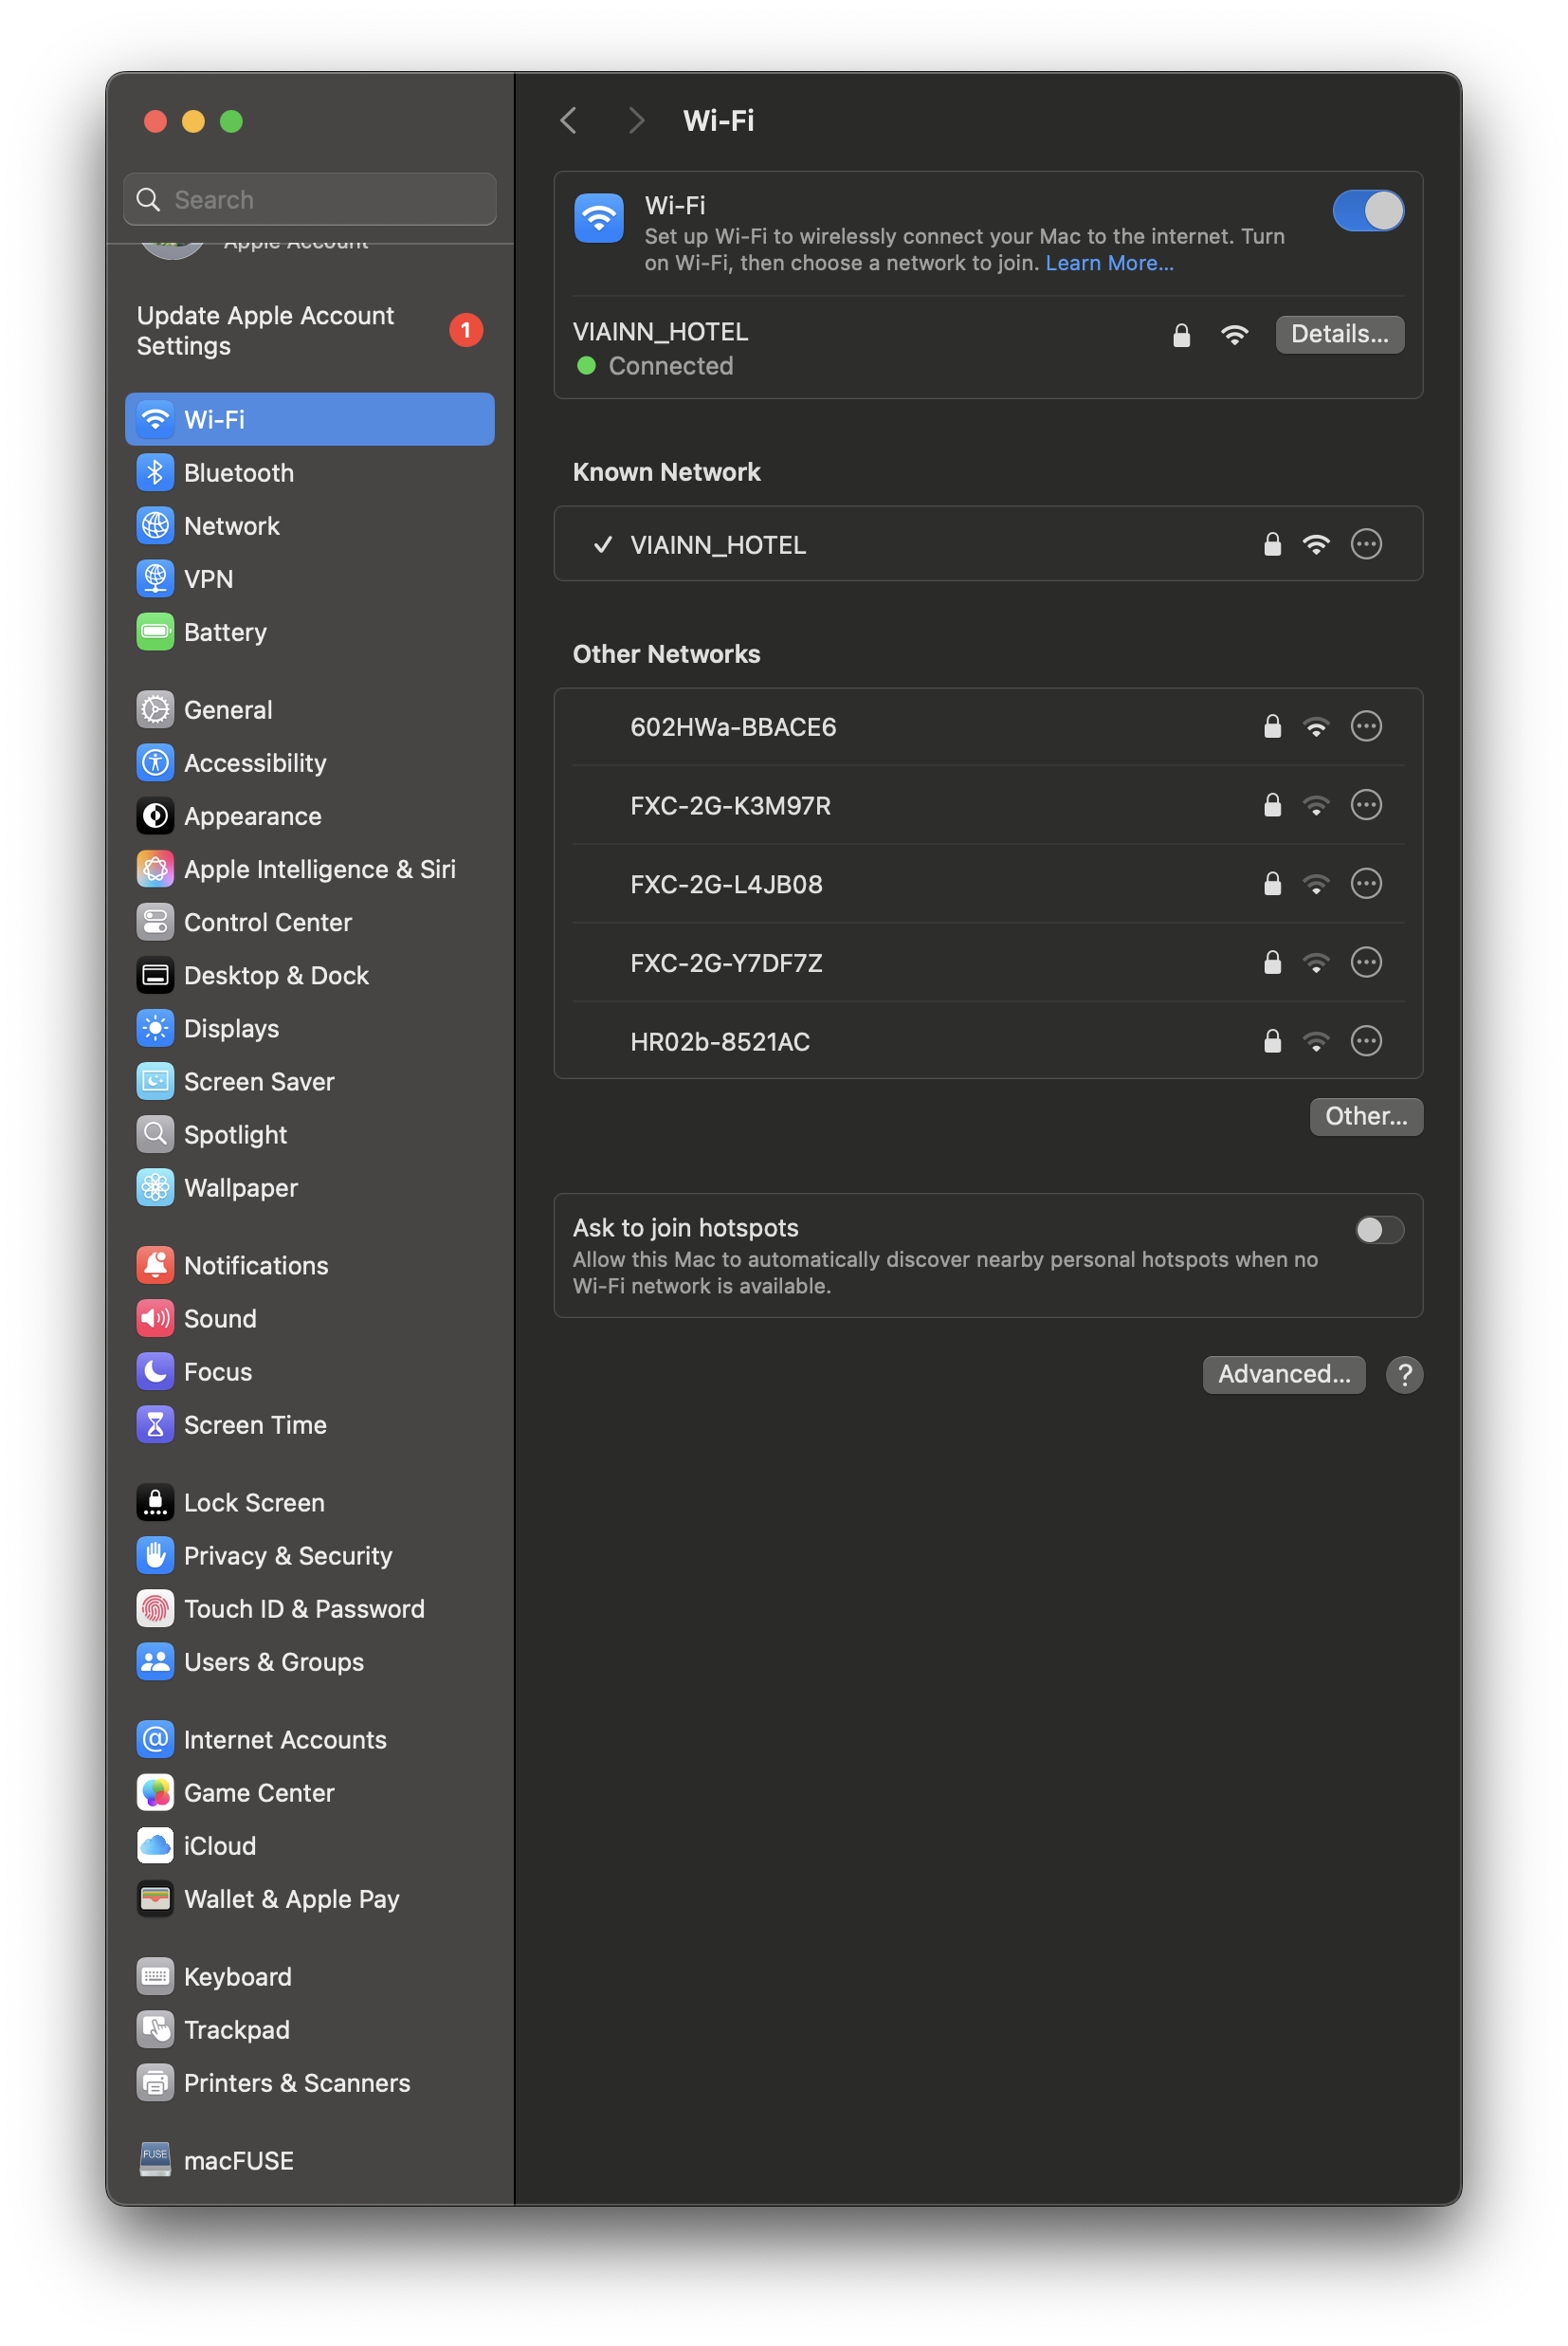 Search
Apple Account
Update Apple Account
Settings
1
Wi-Fi
Bluetooth
Network
VPN
Battery
General
Accessibility
Appearance
Apple Intelligence & Siri
Control Center
Desktop & Dock
Displays
Screen Saver
Spotlight
Wallpaper
Notifications
Sound
Focus
Screen Time
Lock Screen
Privacy & Security
Touch ID & Password
Users & Groups
Internet Accounts
Game Center
iCloud
Wallet & Apple Pay
Keyboard
Trackpad
Printers & Scanners
FUSE
macFUSE
Wi-Fi
Wi-Fi
Set up Wi-Fi to wirelessly connect your Mac to the internet. Turn
on Wi-Fi, then choose a network to join. Learn More...
VIAINN_HOTEL
Details...
Connected
Known Network
✓ VIAINN_HOTEL
Other Networks
602HWa-BBACE6
FXC-2G-K3M97R
FXC-2G-L4JB08
FXC-2G-Y7DF7Z
HR02b-8521AC
Other...
Ask to join hotspots
Allow this Mac to automatically discover nearby personal hotspots when no
Wi-Fi network is available.
Advanced...
?